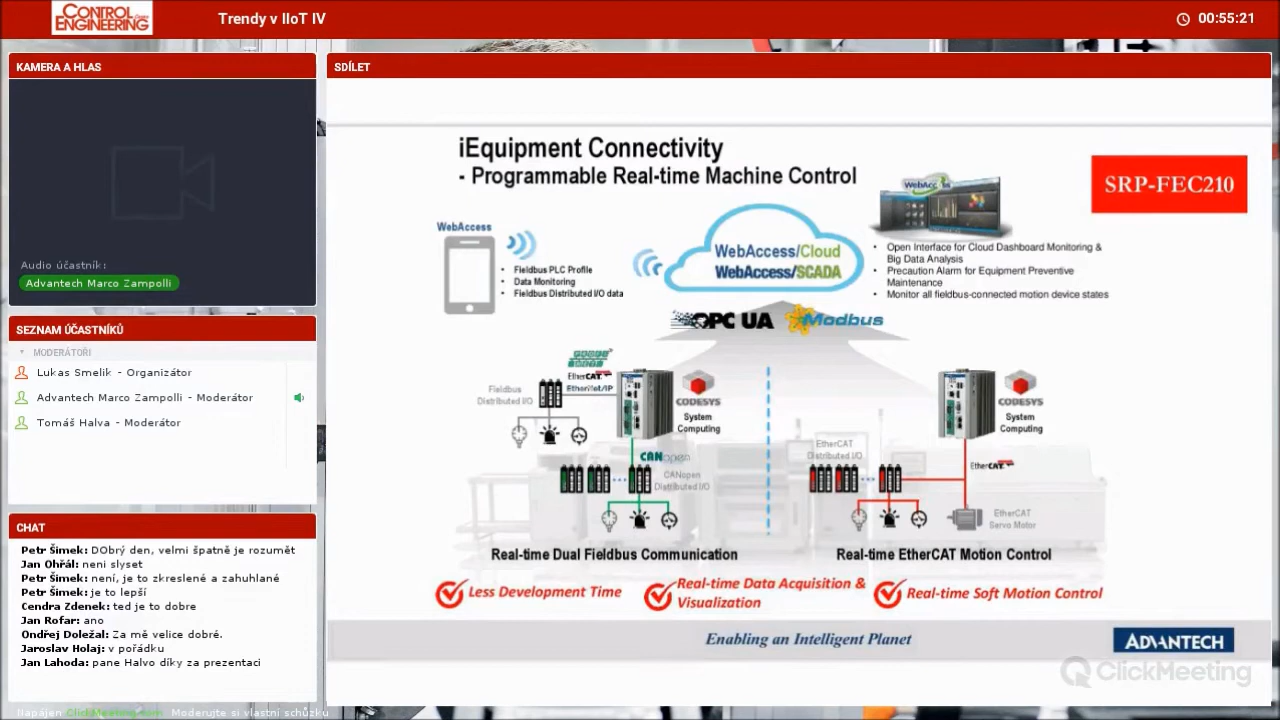 CONTROL
ENGINEERING
Trendy v IIoT IV
00:55:21
KAMERA A HLAS
Audio účastník:
Advantech Marco Zampolli
SEZNAM ÚČASTNÍKŮ
MODERÁTOŘI
Lukas Smelik - Organizátor
Advantech Marco Zampolli - Moderátor
Tomáš Halva - Moderátor
CHAT
Petr Šimek: DObrý den, velmi špatně je rozumět
Jan Ohřál: neni slyset
Petr Šimek: není, je to zkreslené a zahuhlané
Petr Šimek: je to lepší
Cendra Zdenek: ted je to dobre
Jan Rofar: ano
Ondřej Doležal: Za mě velice dobré.
Jaroslav Holaj: v pořádku
Jan Lahoda: pane Halvo díky za prezentaci
Napájen ClickMeeting.com Moderujte si vlastní schůzku
SDÍLET
iEquipment Connectivity
- Programmable Real-time Machine Control
SRP-FEC210
WebAccess
• Fieldbus PLC Profile
• Data Monitoring
• Fieldbus Distributed I/O data
WebAccess/Cloud
WebAccess/SCADA
• Open Interface for Cloud Dashboard Monitoring &
Big Data Analysis
• Precaution Alarm for Equipment Preventive
Maintenance
• Monitor all fieldbus-connected motion device states
OPC UA
Modbus
EtherCAT
EtherNet/IP
Fieldbus
Distributed I/O
CODESYS
System
Computing
CANopen
CANopen
Distributed I/O
CODESYS
System
Computing
EtherCAT
Distributed I/O
EtherCAT
EtherCAT
Servo Motor
Real-time Dual Fieldbus Communication
Real-time EtherCAT Motion Control
Less Development Time
Real-time Data Acquisition &
Visualization
Real-time Soft Motion Control
Enabling an Intelligent Planet
ADVANTECH
ClickMeeting